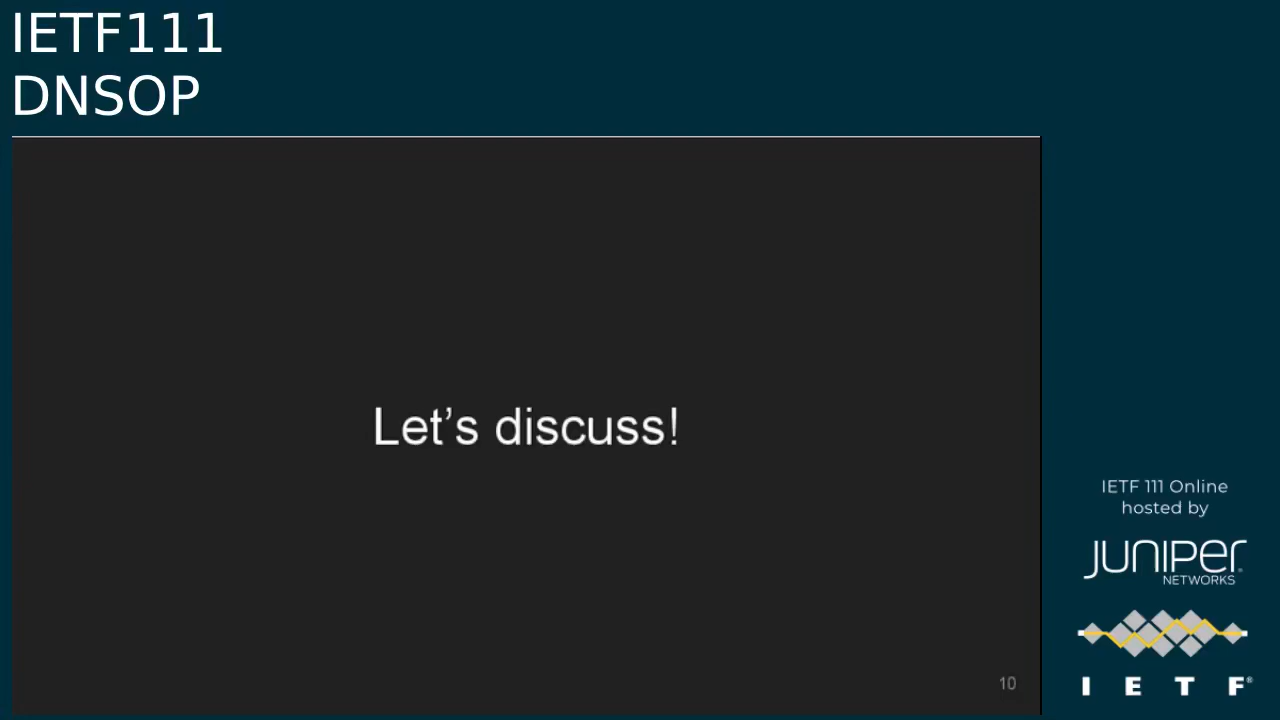 IETF111
DNSOP
Let's discuss!
10
IETF 111 Online
hosted by
JUNIPER
NETWORKS
I E T F®